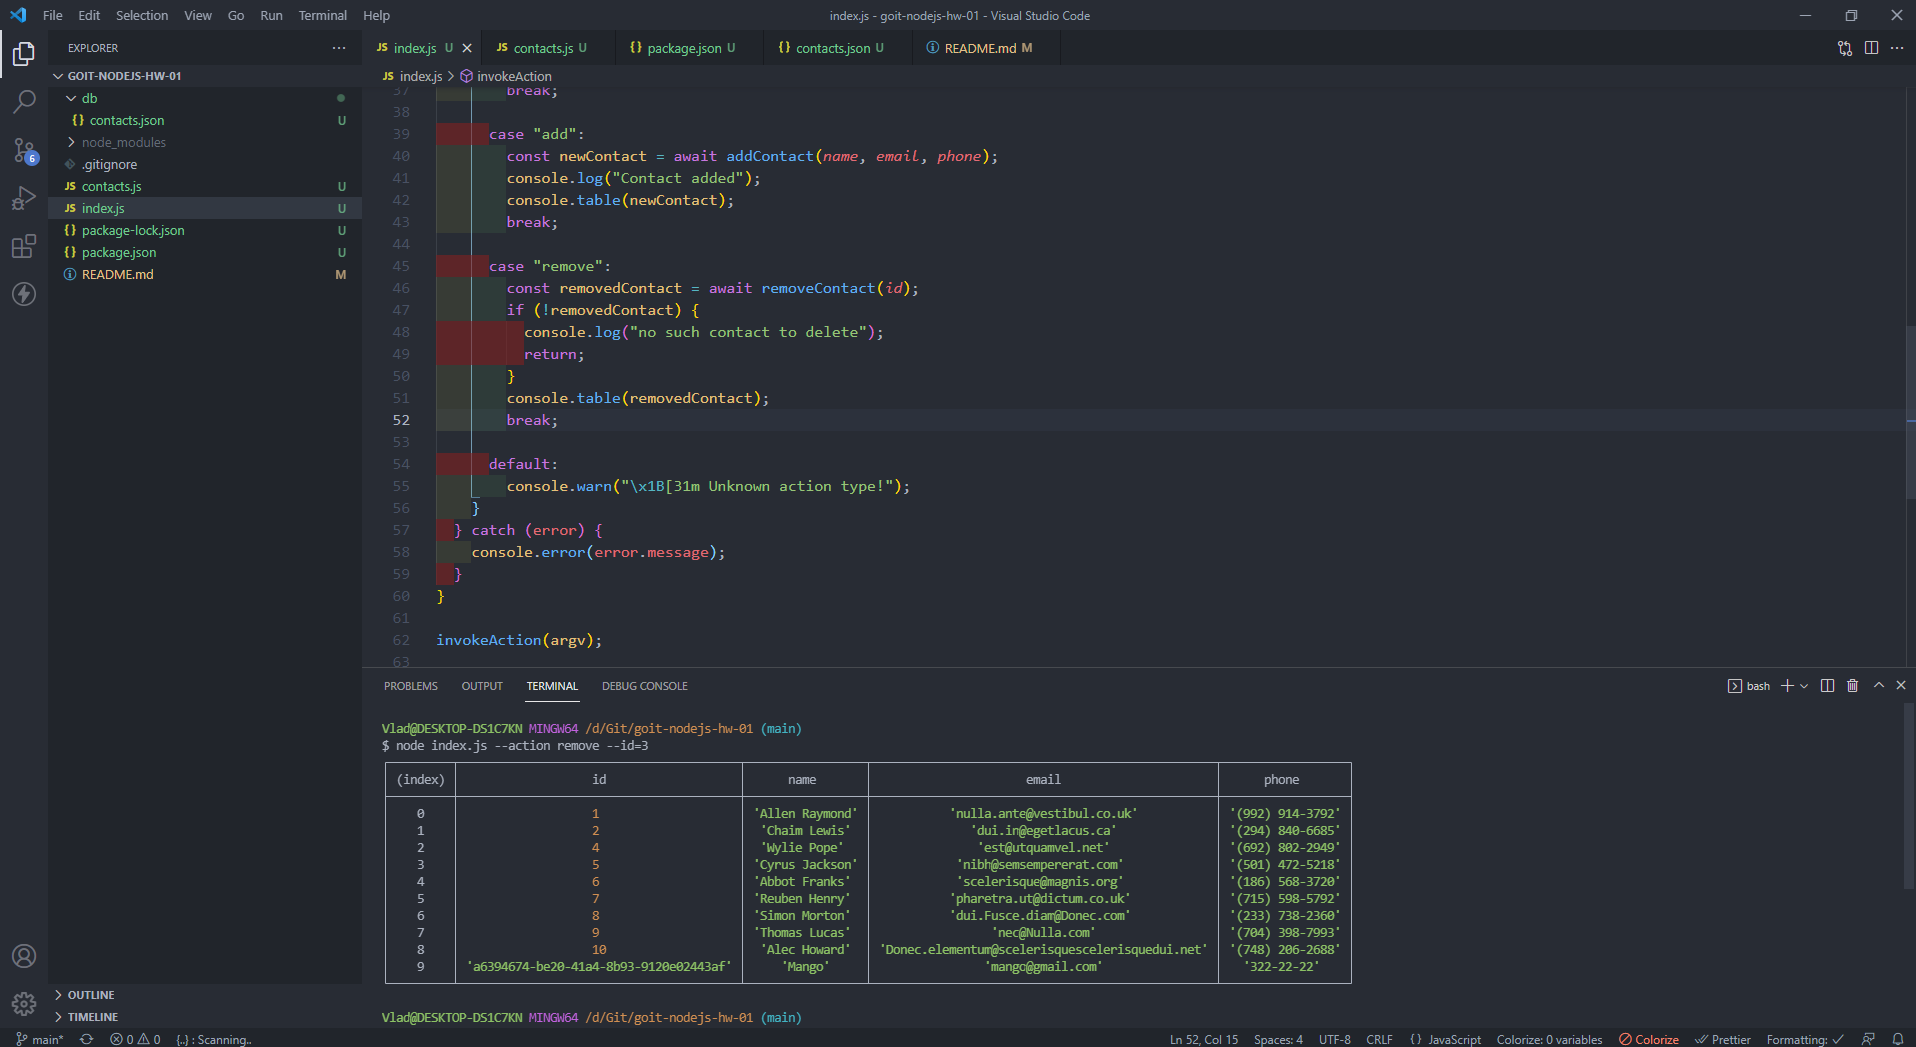 File Edit Selection View Go Run Terminal Help
index.js - goit-nodejs-hw-01 - Visual Studio Code
EXPLORER
GOIT-NODEJS-HW-01
db
{} contacts.json U
node_modules
.gitignore
JS contacts.js U
JS index.js U
{} package-lock.json U
{} package.json U
README.md M
6
OUTLINE
TIMELINE
JS index.js U
JS contacts.js U
{} package.json U
{} contacts.json U
README.md M
JS index.js > invokeAction
37 break;
38
39 case "add":
40 const newContact = await addContact(name, email, phone);
41 console.log("Contact added");
42 console.table(newContact);
43 break;
44
45 case "remove":
46 const removedContact = await removeContact(id);
47 if (!removedContact) {
48 console.log("no such contact to delete");
49 return;
50 }
51 console.table(removedContact);
52 break;
53
54 default:
55 console.warn("\x1B[31m Unknown action type!");
56 }
57 } catch (error) {
58 console.error(error.message);
59 }
60 }
61
62 invokeAction(argv);
63
PROBLEMS OUTPUT TERMINAL DEBUG CONSOLE
bash
Vlad@DESKTOP-DS1C7KN MINGW64 /d/Git/goit-nodejs-hw-01 (main)
$ node index.js --action remove --id=3
(index) id name email phone
0 1 'Allen Raymond' 'nulla.ante@vestibul.co.uk' '(992) 914-3792'
1 2 'Chaim Lewis' 'dui.in@egetlacus.ca' '(294) 840-6685'
2 4 'Wylie Pope' 'est@utquamvel.net' '(692) 802-2949'
3 5 'Cyrus Jackson' 'nibh@semsempererat.com' '(501) 472-5218'
4 6 'Abbot Franks' 'scelerisque@magnis.org' '(186) 568-3720'
5 7 'Reuben Henry' 'pharetra.ut@dictum.co.uk' '(715) 598-5792'
6 8 'Simon Morton' 'dui.Fusce.diam@Donec.com' '(233) 738-2360'
7 9 'Thomas Lucas' 'nec@Nulla.com' '(704) 398-7993'
8 10 'Alec Howard' 'Donec.elementum@scelerisquescelerisquedui.net' '(748) 206-2688'
9 'a6394674-be20-41a4-8b93-9120e02443af' 'Mango' 'mango@gmail.com' '322-22-22'
Vlad@DESKTOP-DS1C7KN MINGW64 /d/Git/goit-nodejs-hw-01 (main)
main* 0 0 {..} : Scanning..
Ln 52, Col 15 Spaces: 4 UTF-8 CRLF {} JavaScript Colorize: 0 variables Colorize Prettier Formatting: